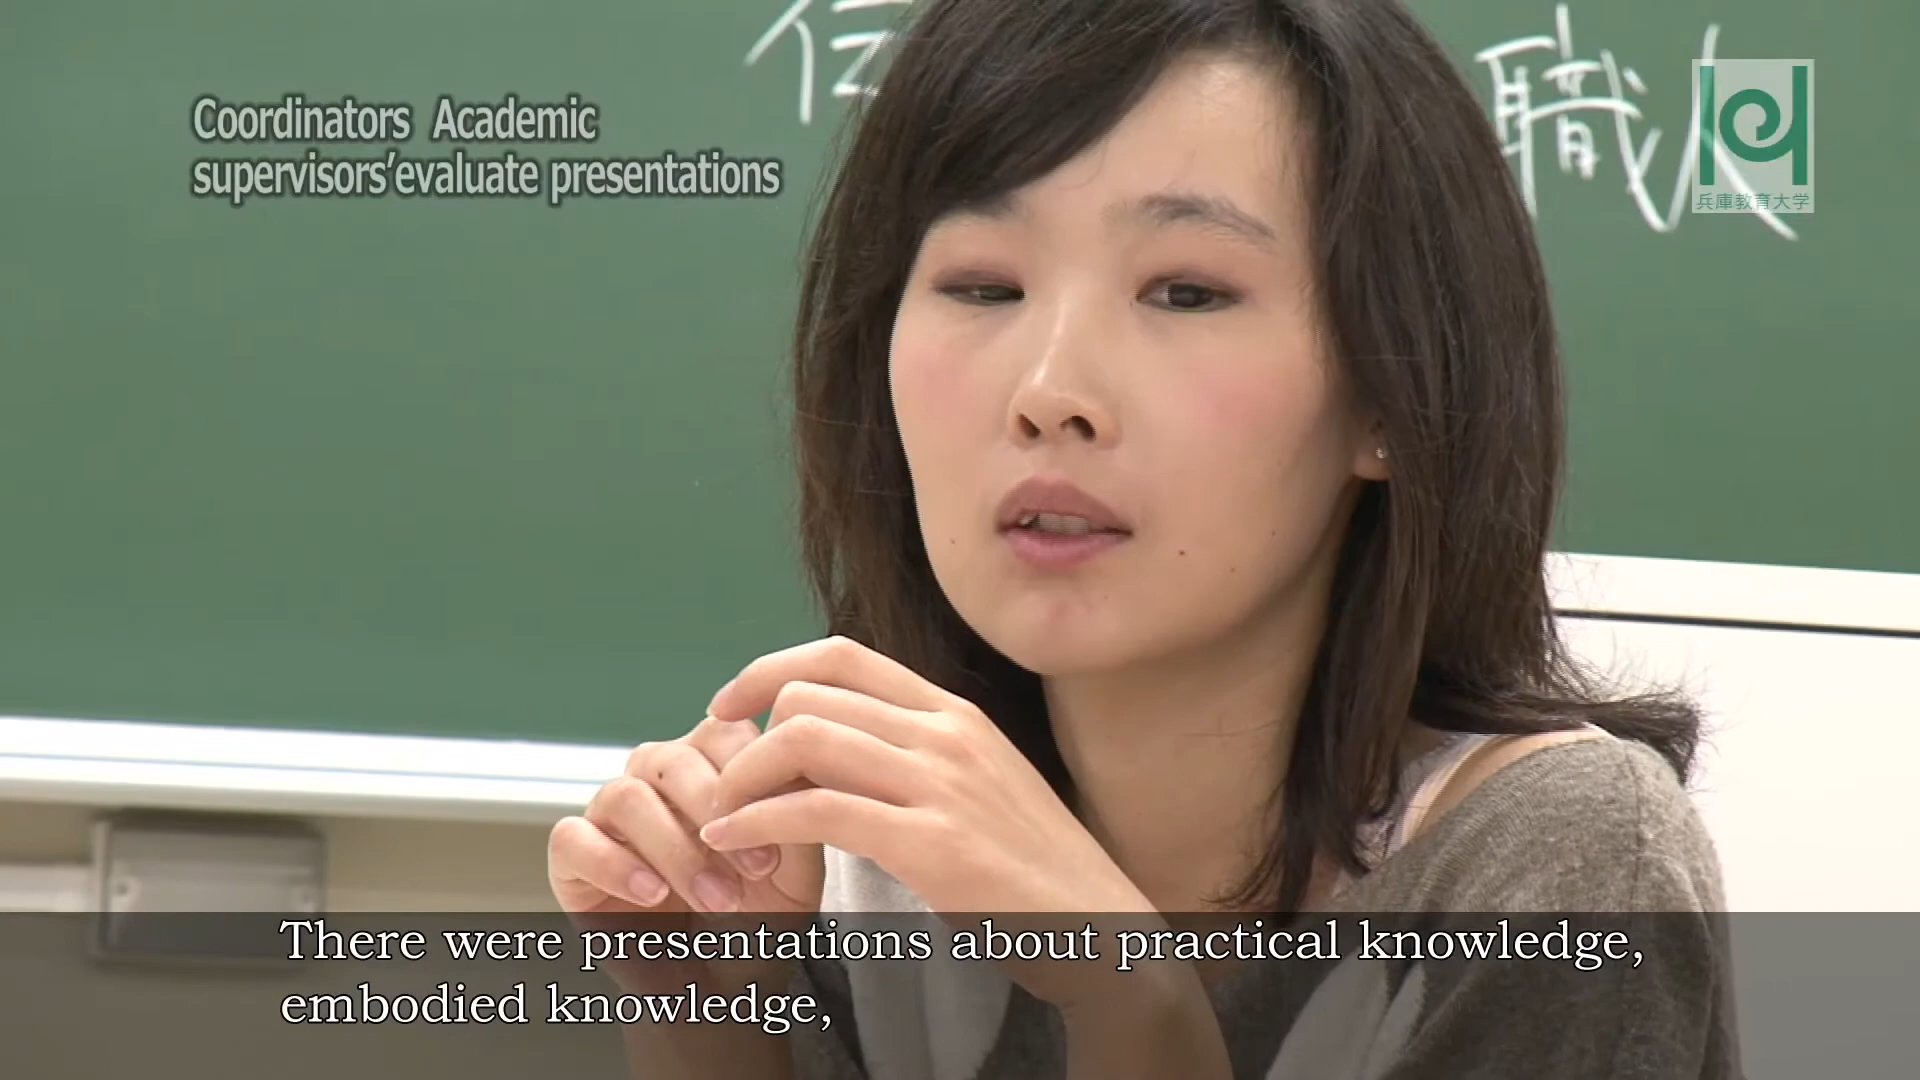 Coordinators Academic
supervisors'evaluate presentations
職人
兵庫教育大学
There were presentations about practical knowledge,
embodied knowledge,